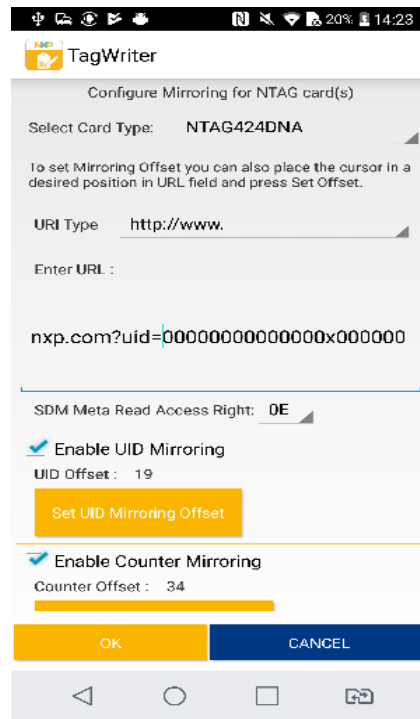 20% 14:23
NXP
TagWriter
Configure Mirroring for NTAG card(s)
Select Card Type: NTAG424DNA
To set Mirroring Offset you can also place the cursor in a
desired position in URL field and press Set Offset.
URI Type http://www.
Enter URL :
nxp.com?uid=00000000000000x000000
SDM Meta Read Access Right: 0E
Enable UID Mirroring
UID Offset : 19
Set UID Mirroring Offset
Enable Counter Mirroring
Counter Offset : 34
OK CANCEL